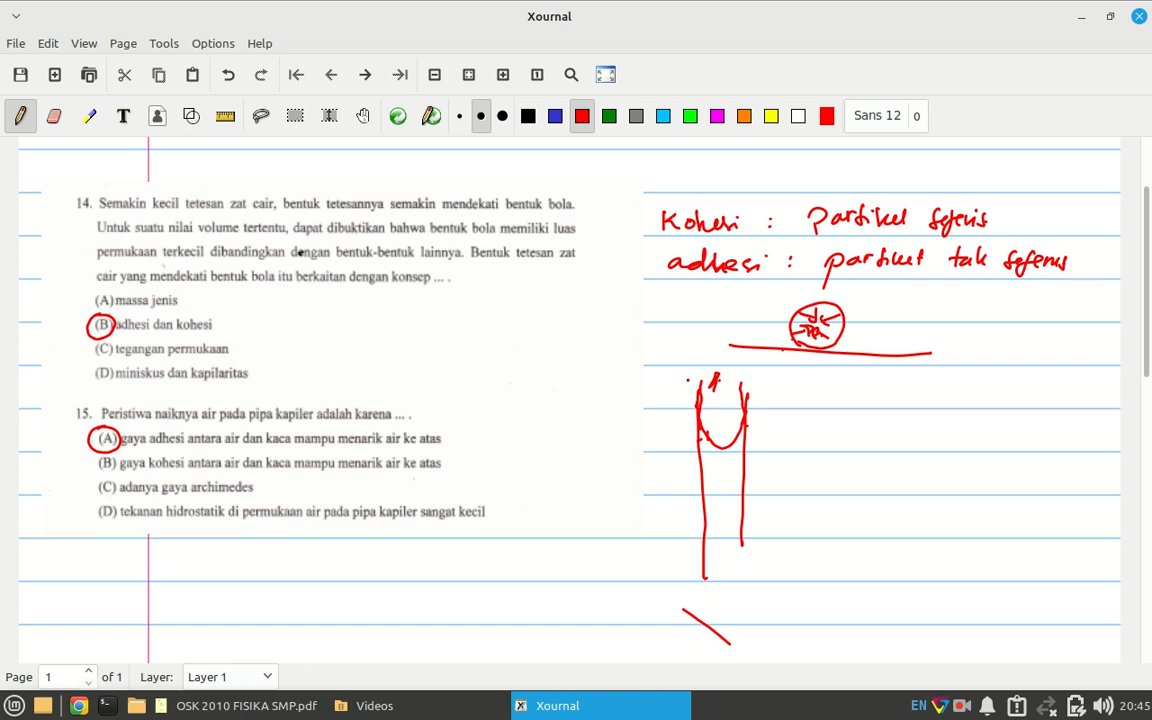 Xournal
File Edit View Page Tools Options Help
Sans 12 0
14. Semakin kecil tetesan zat cair, bentuk tetesannya semakin mendekati bentuk bola.
Untuk suatu nilai volume tertentu, dapat dibuktikan bahwa bentuk bola memiliki luas
permukaan terkecil dibandingkan dengan bentuk-bentuk lainnya. Bentuk tetesan zat
cair yang mendekati bentuk bola itu berkaitan dengan konsep ... .
(A) massa jenis
(B) adhesi dan kohesi
(C) tegangan permukaan
(D) miniskus dan kapilaritas
15. Peristiwa naiknya air pada pipa kapiler adalah karena ... .
(A) gaya adhesi antara air dan kaca mampu menarik air ke atas
(B) gaya kohesi antara air dan kaca mampu menarik air ke atas
(C) adanya gaya archimedes
(D) tekanan hidrostatik di permukaan air pada pipa kapiler sangat kecil
Kohesi : partikel sejenis
adhesi : partikel tak sejenis
Page 1 of 1 Layer: Layer 1
OSK 2010 FISIKA SMP.pdf Videos Xournal EN 20:45